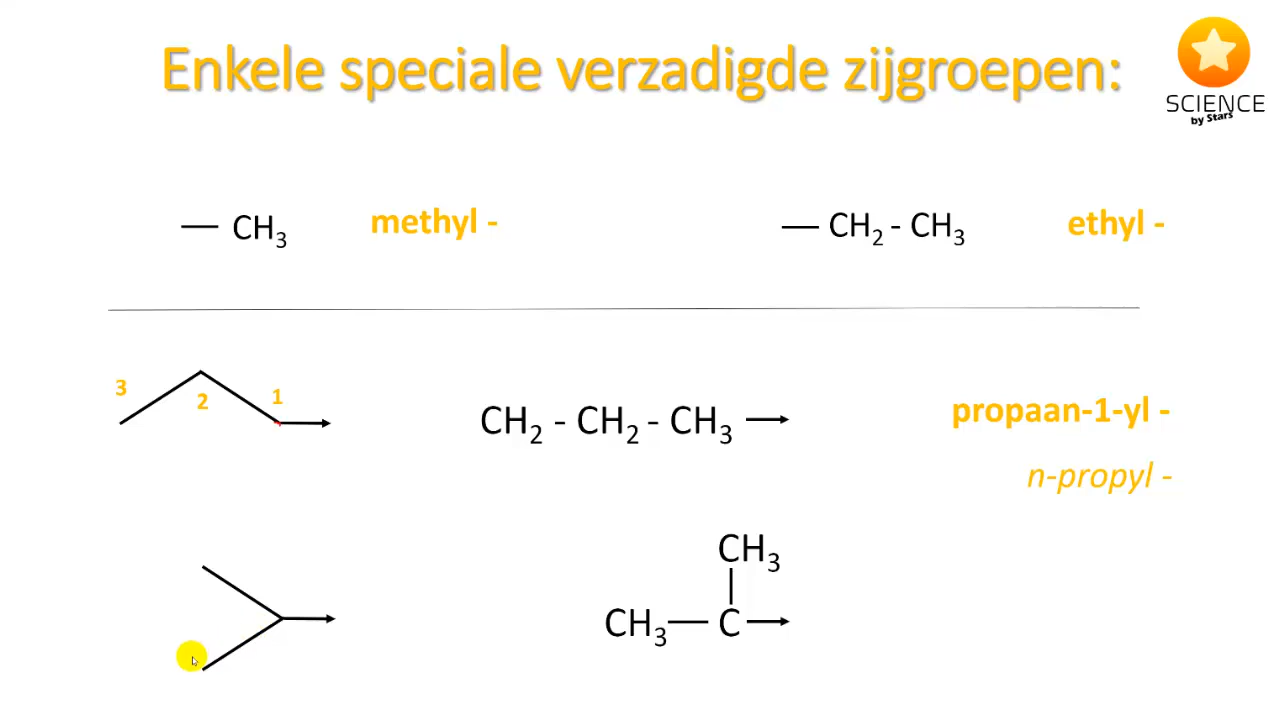 Enkele speciale verzadigde zijgroepen:
SCIENCE
by Stars
— CH₃ methyl -
— CH₂ - CH₃ ethyl -
3 2 1
CH₂ - CH₂ - CH₃ → propaan-1-yl -
n-propyl -
CH₃
CH₃ — C →